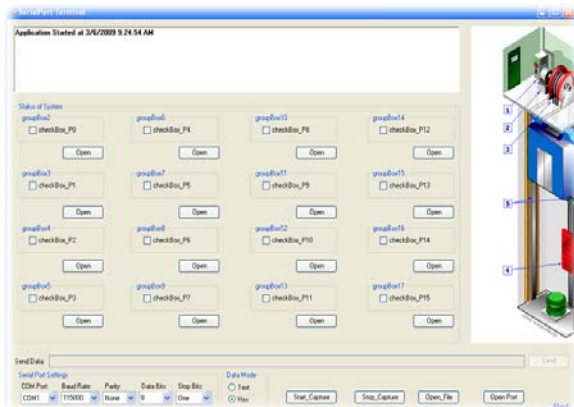 SerialPort Terminal
Application Started at 3/6/2009 9:24:54 AM
Status of System
groupBox2 groupBox6 groupBox10 groupBox14
checkBox_P0 checkBox_P4 checkBox_P8 checkBox_P12
Open Open Open Open
groupBox3 groupBox7 groupBox11 groupBox15
checkBox_P1 checkBox_P5 checkBox_P9 checkBox_P13
Open Open Open Open
groupBox4 groupBox8 groupBox12 groupBox16
checkBox_P2 checkBox_P6 checkBox_P10 checkBox_P14
Open Open Open Open
groupBox5 groupBox9 groupBox13 groupBox17
checkBox_P3 checkBox_P7 checkBox_P11 checkBox_P15
Open Open Open Open
1
2
3
5
4
Send Data: Send
Serial Port Settings Data Mode
COM Port: Baud Rate: Parity: Data Bits: Stop Bits: Text
COM1 115000 None 8 One Hex
Start_Capture Stop_Capture Open_File Open Port
About